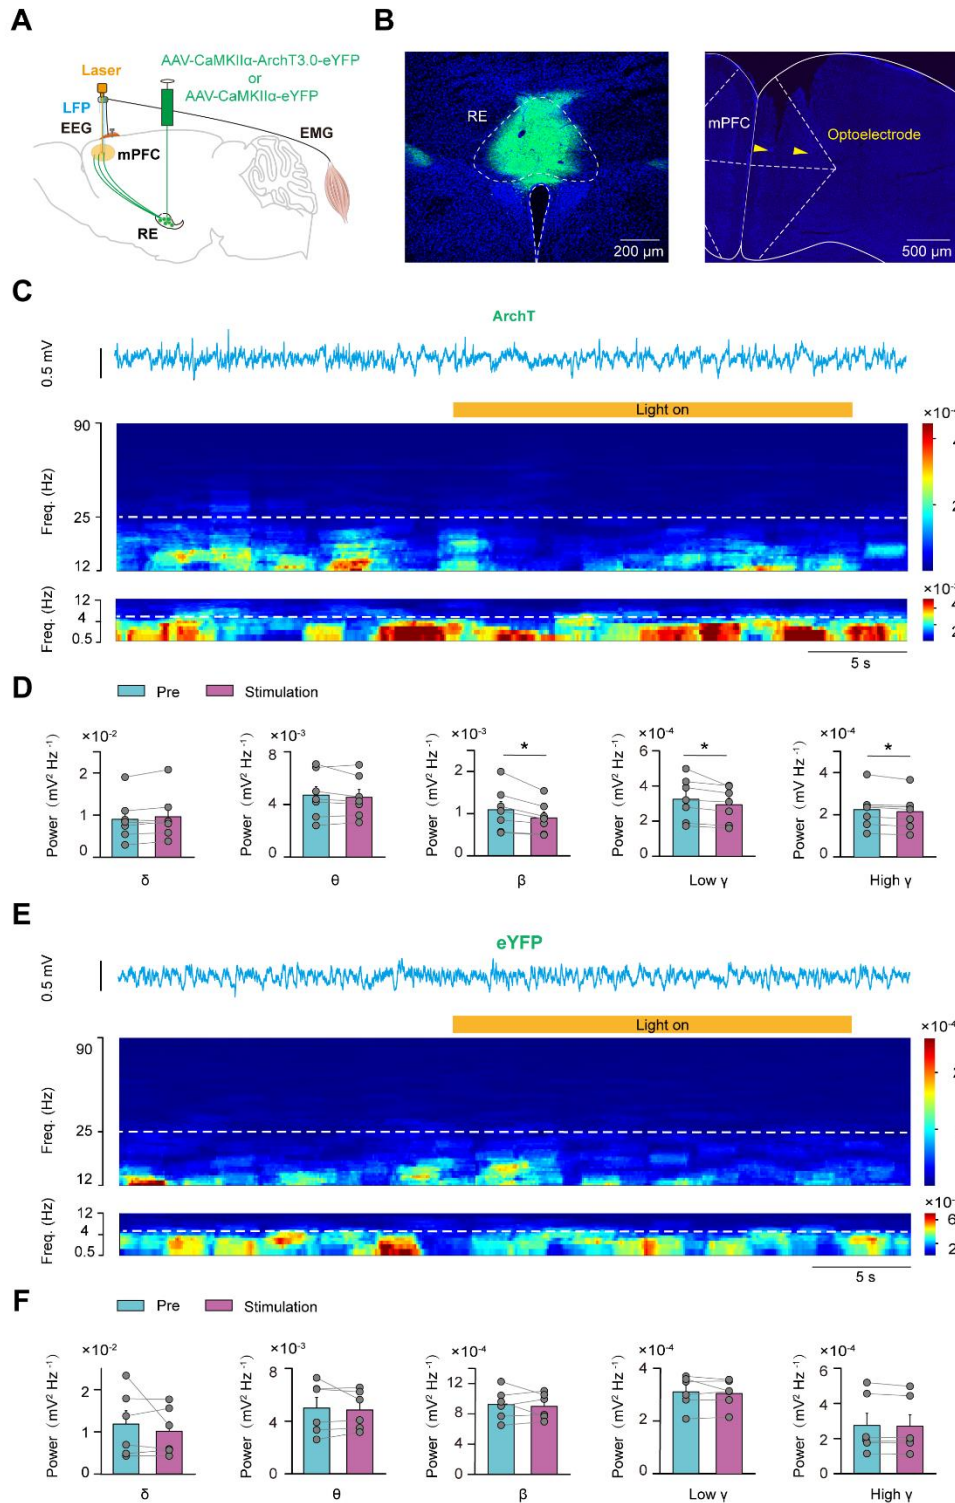 A
Laser
LFP
EEG
mPFC
RE
AAV-CaMKIIα-ArchT3.0-eYFP
or
AAV-CaMKIIα-eYFP
EMG
B
RE
200 µm
mPFC
Optoelectrode
500 µm
C
ArchT
0.5 mV
Light on
Freq. (Hz)
90
25
12
2
Freq. (Hz)
12
4
0.5
4
2
5 s
D
Pre
Stimulation
×10-2
Power (mV² Hz-1)
2
1
0
δ
×10-3
Power (mV² Hz-1)
8
4
0
θ
×10-3
Power (mV² Hz-1)
2
1
0
*
β
×10-4
Power (mV² Hz-1)
6
4
2
0
*
Low γ
×10-4
Power (mV² Hz-1)
4
2
0
*
High γ
E
eYFP
0.5 mV
Light on
Freq. (Hz)
90
25
12
×10-4
2
Freq. (Hz)
12
4
0.5
6
2
5 s
F
Pre
Stimulation
×10-2
Power (mV² Hz-1)
2
1
0
δ
×10-3
Power (mV² Hz-1)
8
4
0
θ
×10-4
Power (mV² Hz-1)
12
8
4
0
β
×10-4
Power (mV² Hz-1)
4
2
0
Low γ
×10-4
Power (mV² Hz-1)
6
4
2
0
High γ